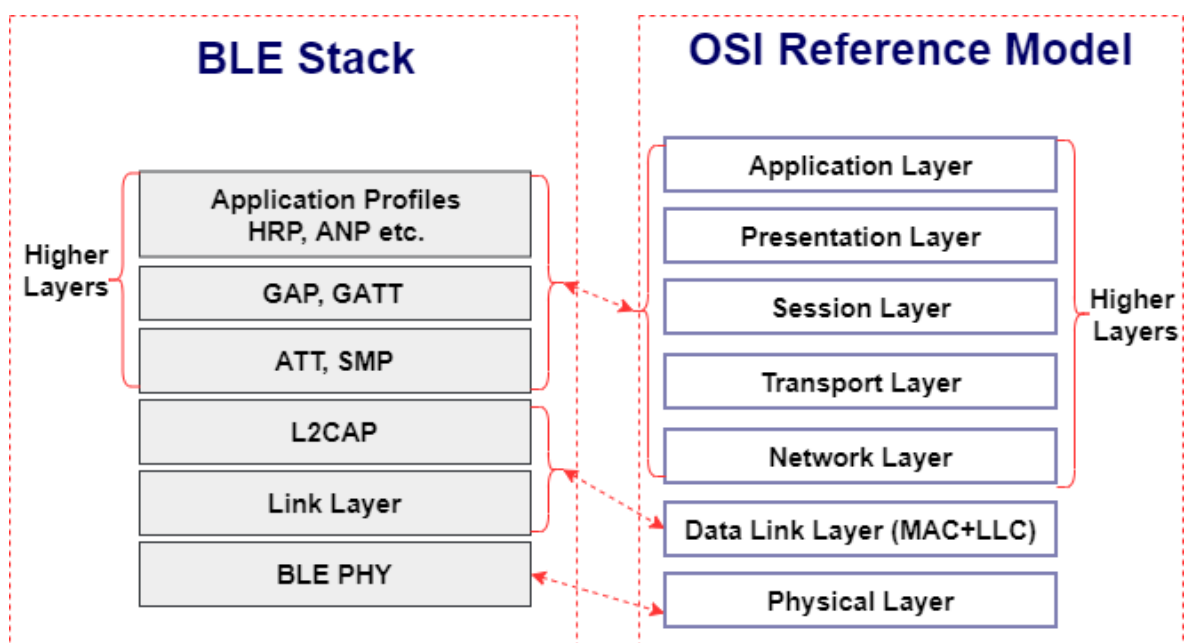 BLE Stack
Higher
Layers
Application Profiles
HRP, ANP etc.
GAP, GATT
ATT, SMP
L2CAP
Link Layer
BLE PHY
OSI Reference Model
Application Layer
Presentation Layer
Session Layer
Transport Layer
Network Layer
Data Link Layer (MAC+LLC)
Physical Layer
Higher
Layers